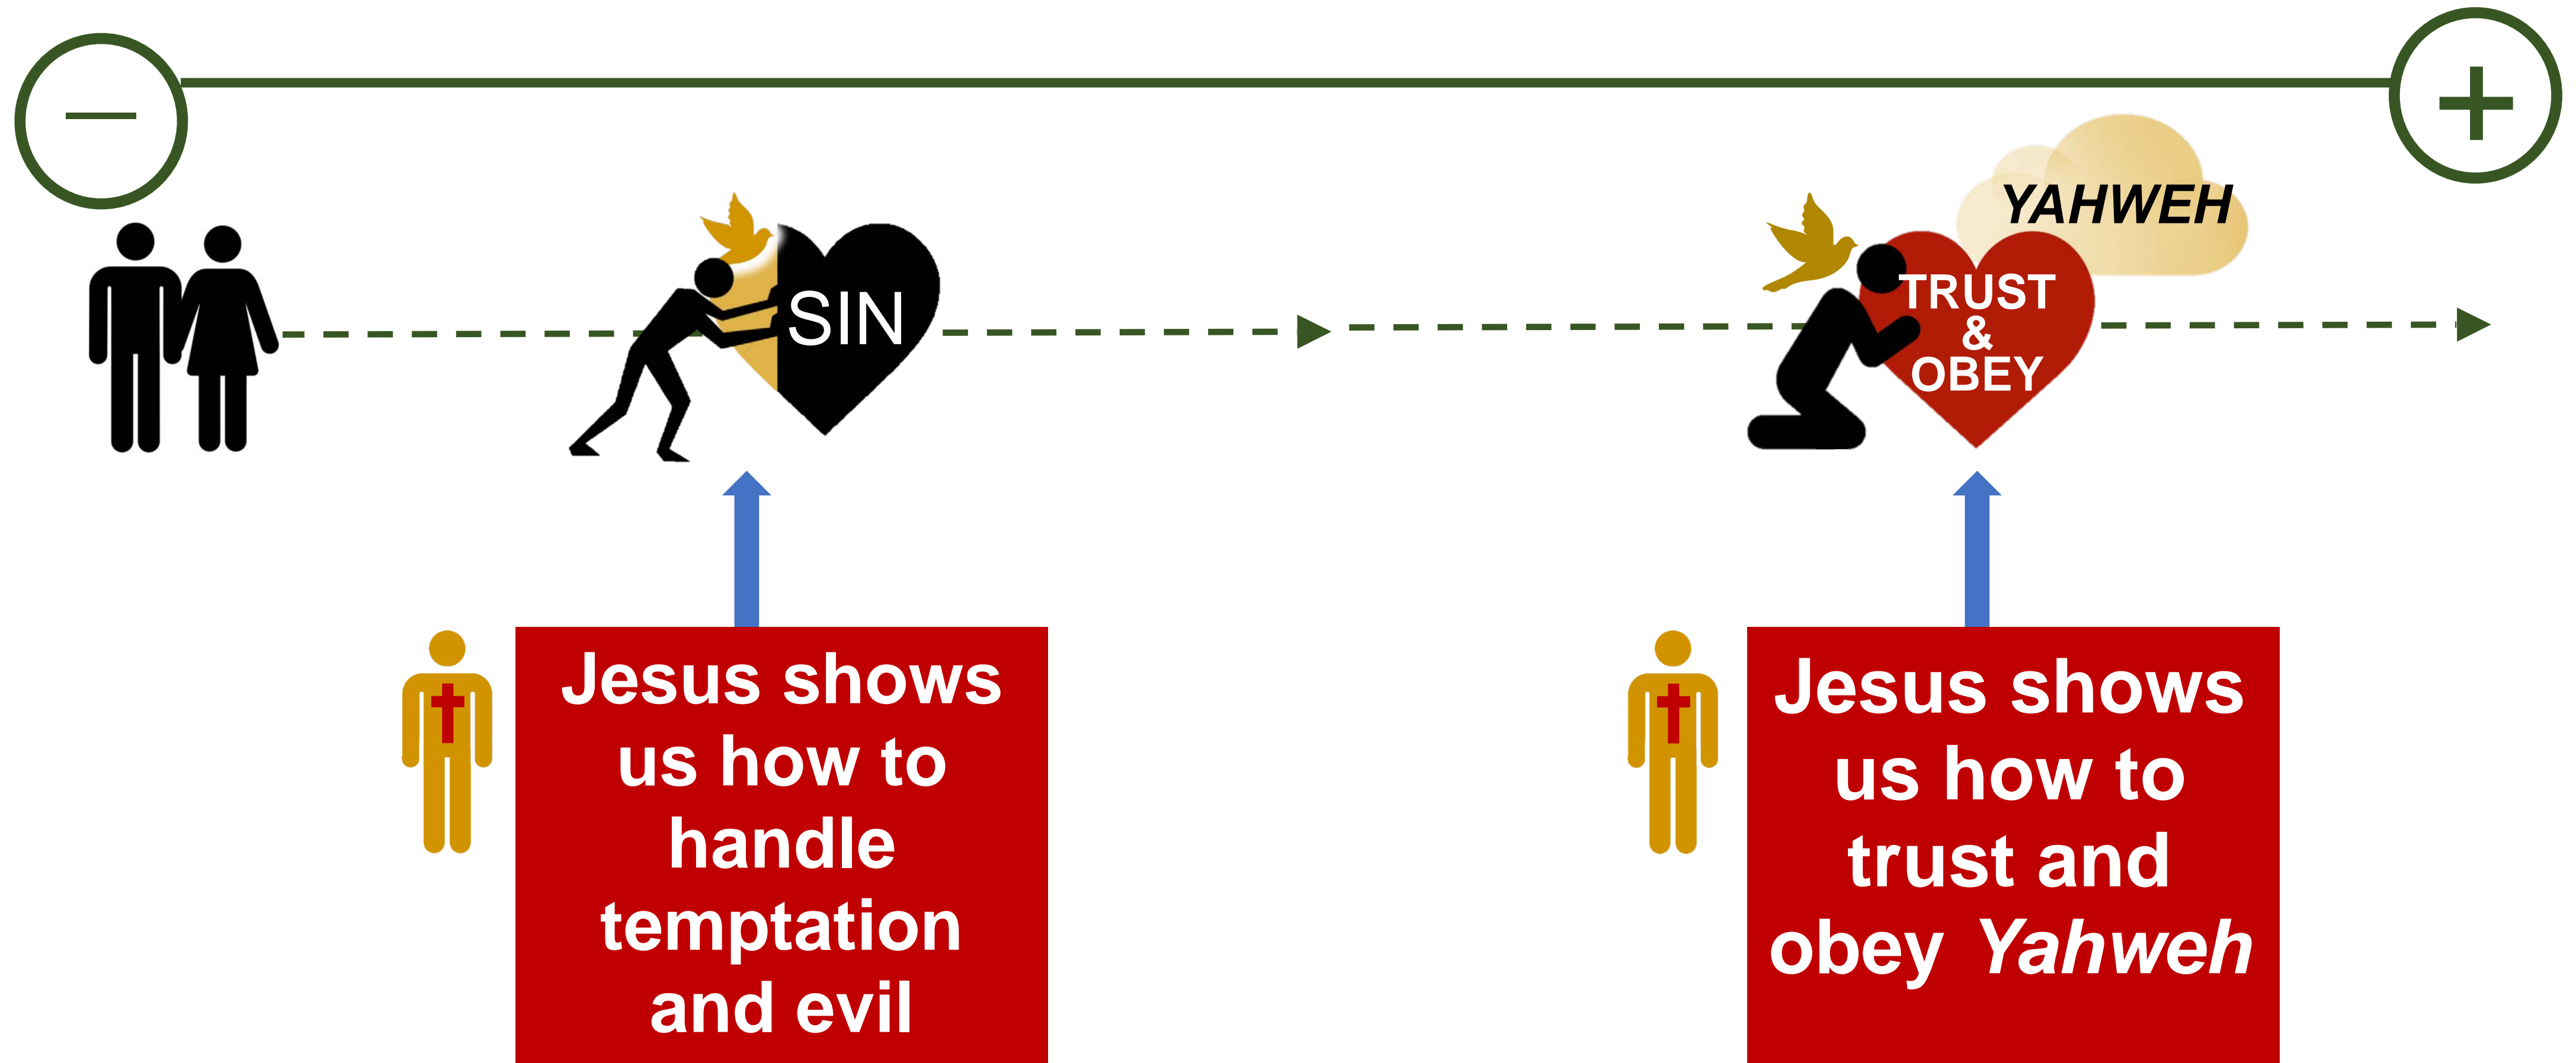 –
+
YAHWEH
SIN
TRUST
&
OBEY
Jesus shows
us how to
handle
temptation
and evil
Jesus shows
us how to
trust and
obey Yahweh